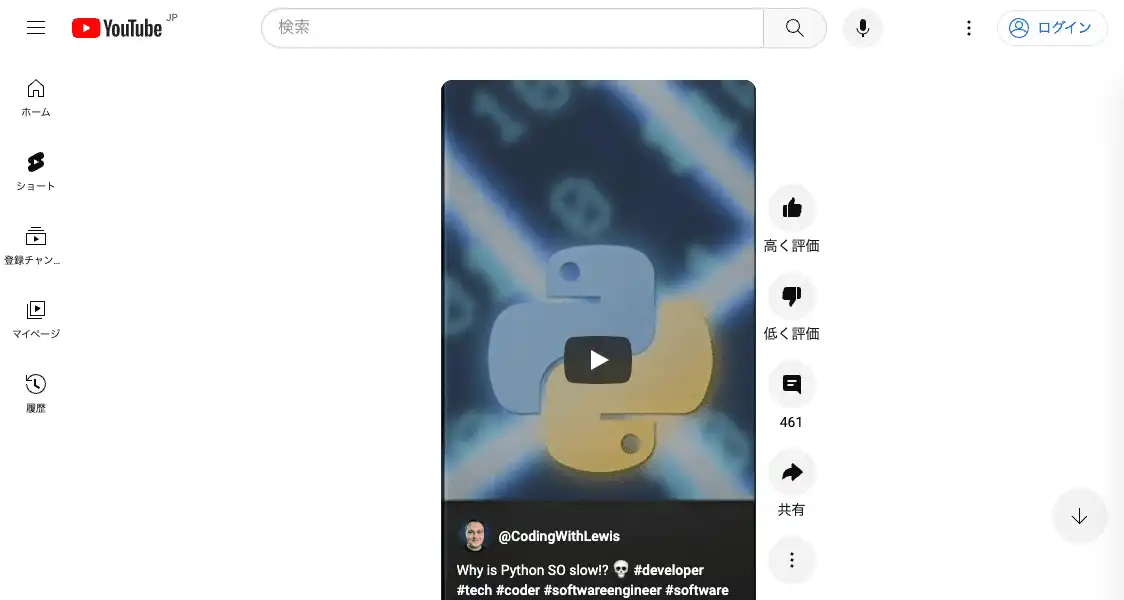 YouTube JP
検索
ログイン
ホーム
ショート
登録チャン...
マイページ
履歴
高く評価
低く評価
461
共有
@CodingWithLewis
Why is Python SO slow!? 💀 #developer
#tech #coder #softwareengineer #software